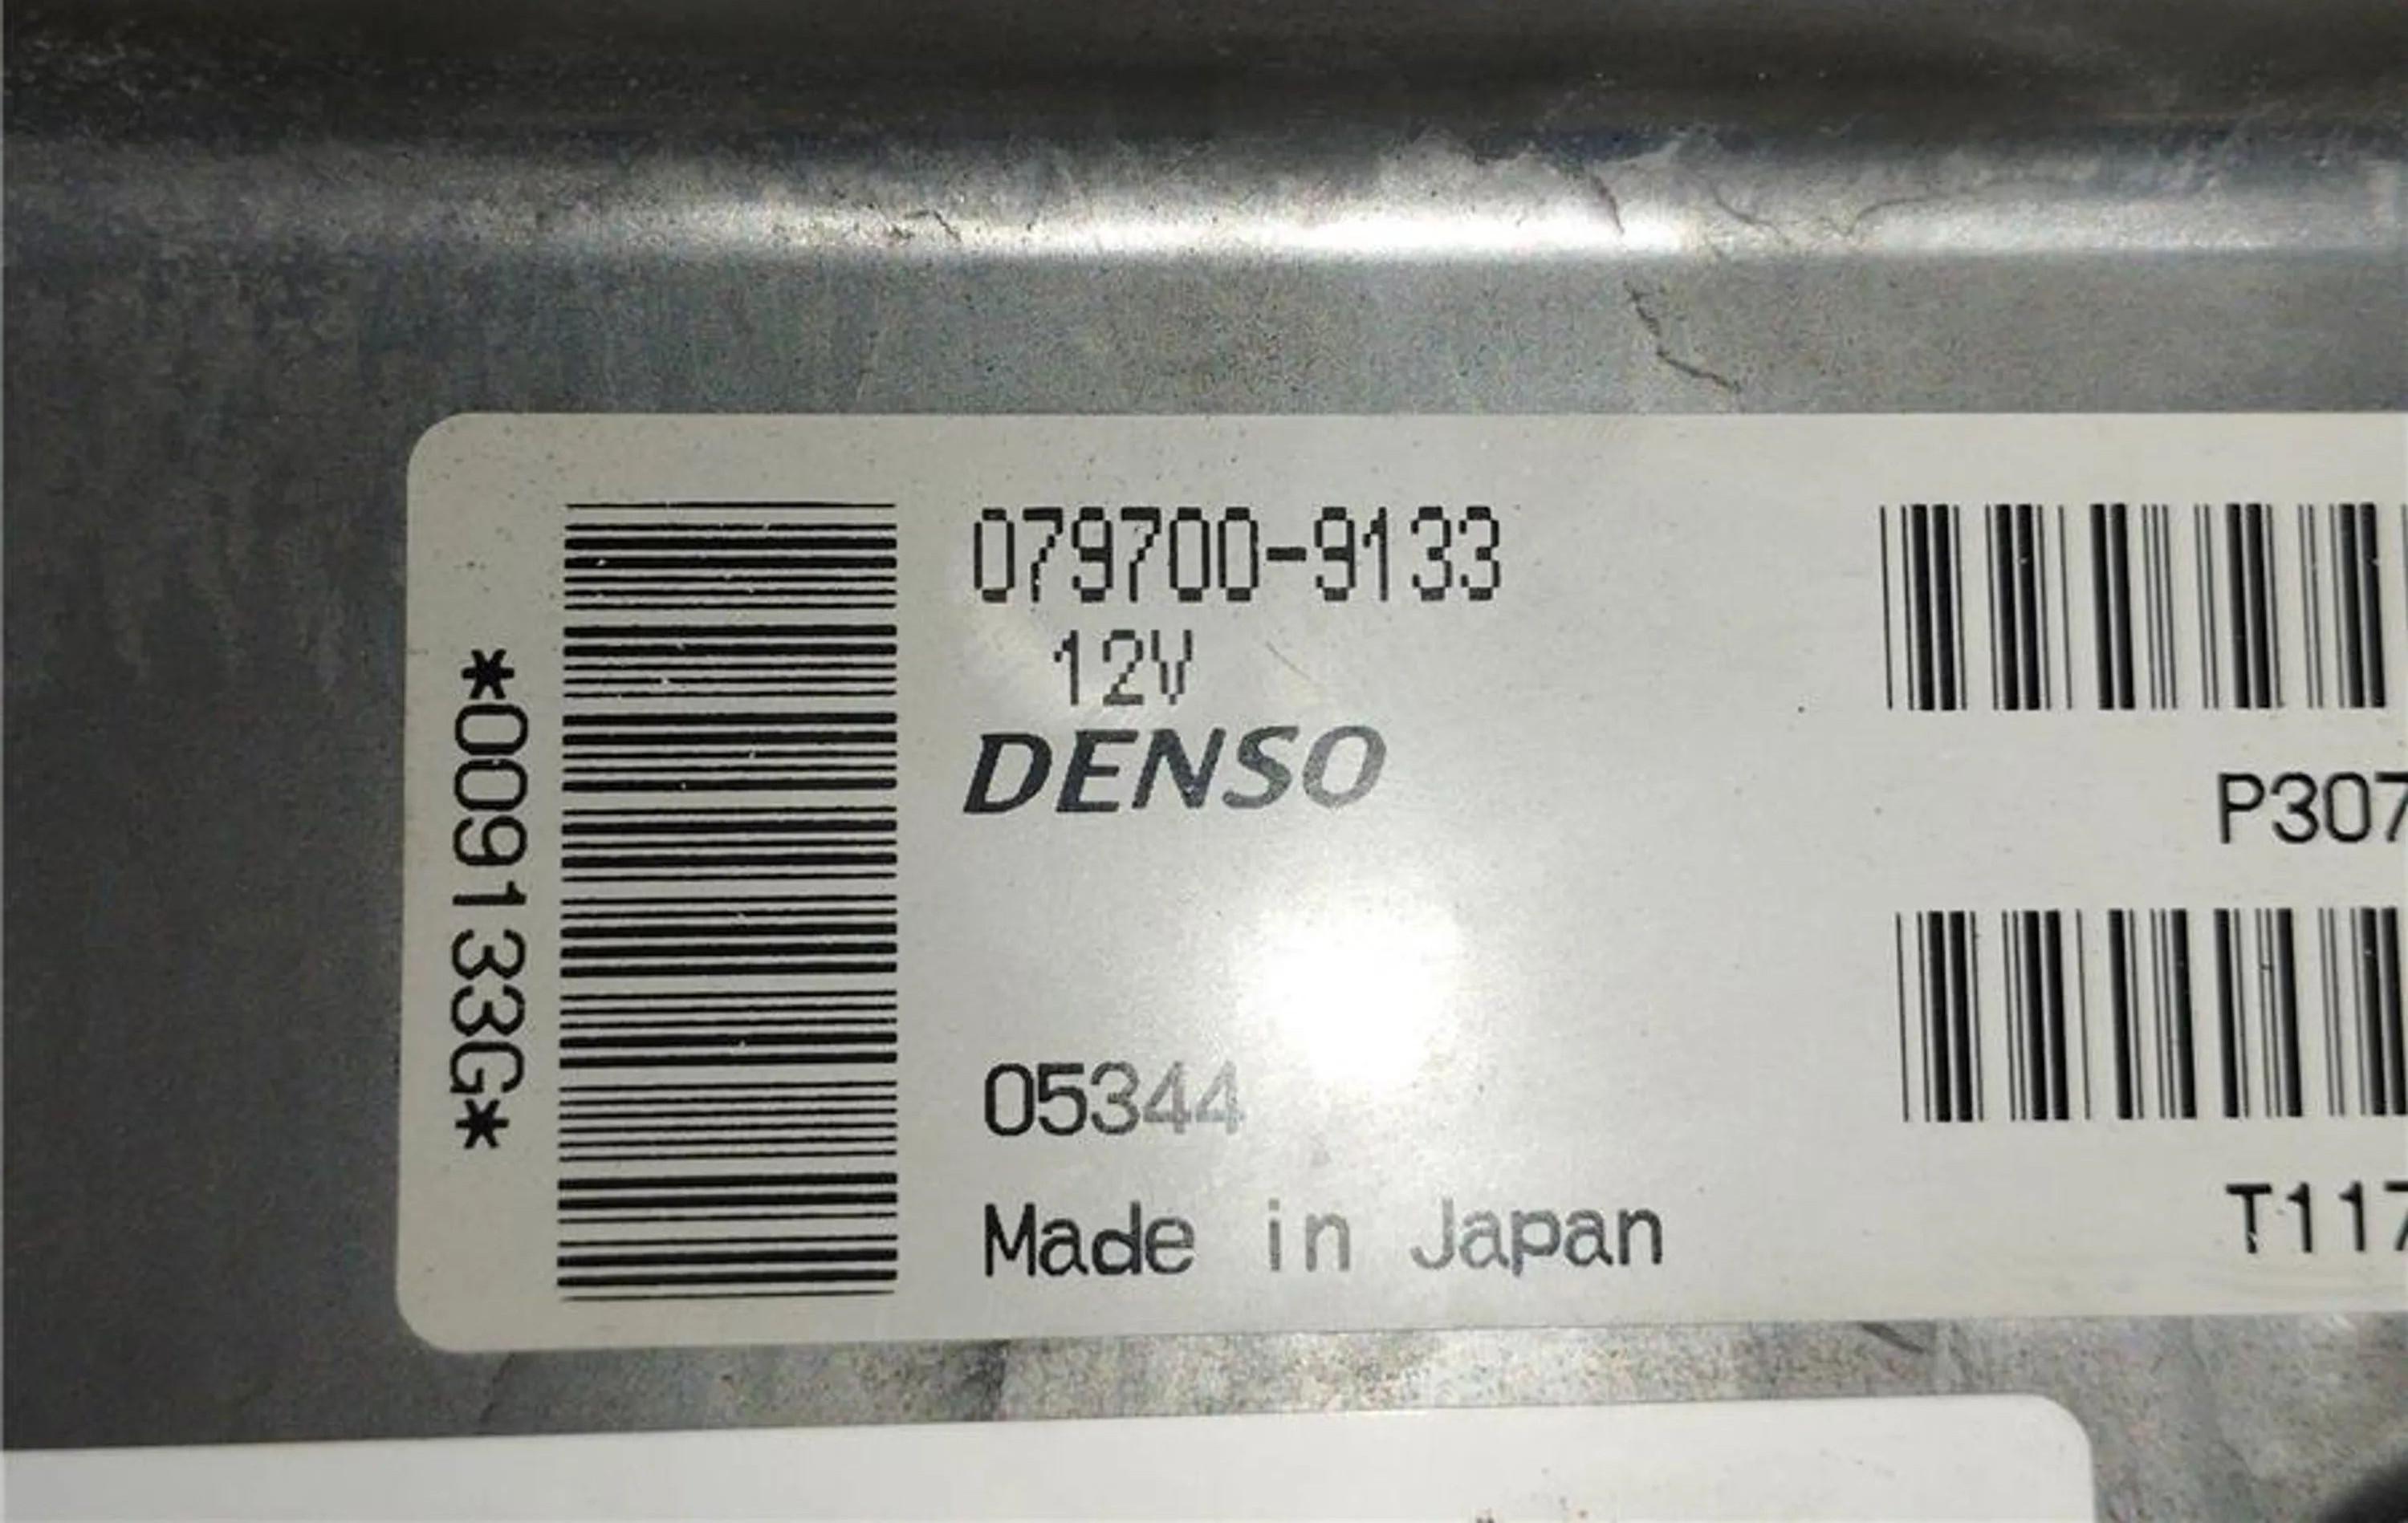 *009133G*
079700-9133
12V
DENSO
05344
Made in Japan
P307
T117